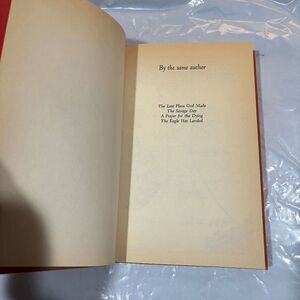 By the same author
The Last Place God Made
The Savage Day
A Prayer for the Dying
The Eagle Has Landed